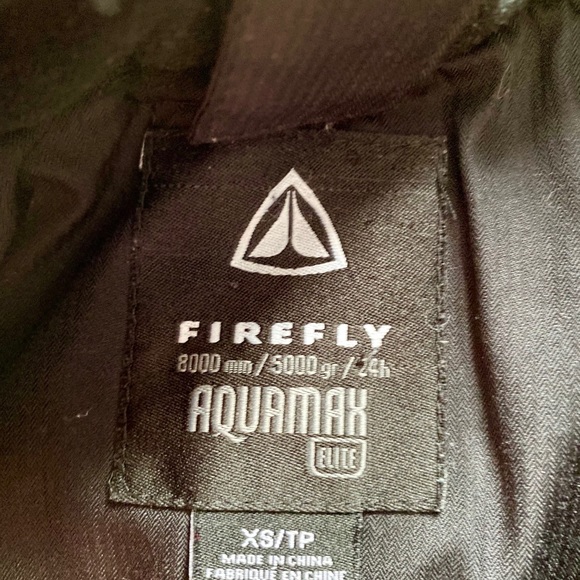 FIREFLY
8000 mm / 5000 gr / 24h
AQUAMAX
ELITE
XS/TP
MADE IN CHINA
FABRIQUÉ EN CHINE